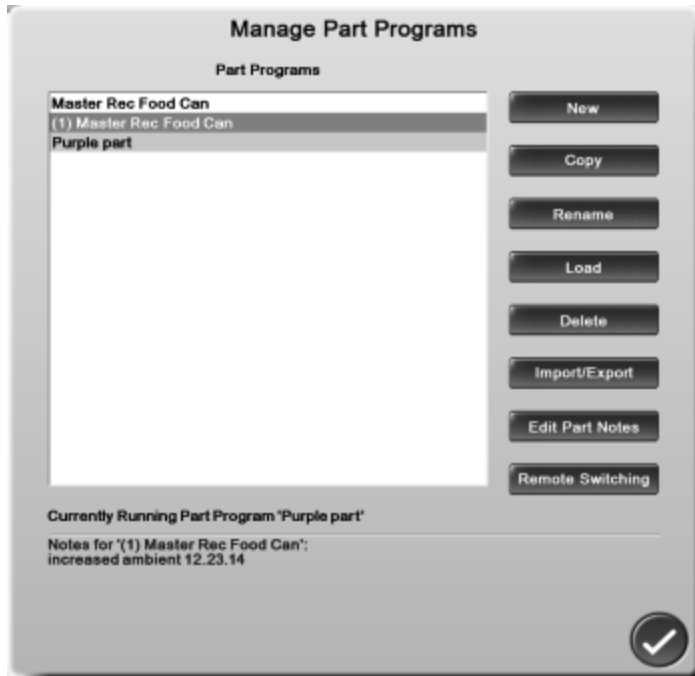 Manage Part Programs
Part Programs
Master Rec Food Can
(1) Master Rec Food Can
Purple part
New
Copy
Rename
Load
Delete
Import/Export
Edit Part Notes
Remote Switching
Currently Running Part Program 'Purple part'
Notes for '(1) Master Rec Food Can':
increased ambient 12.23.14